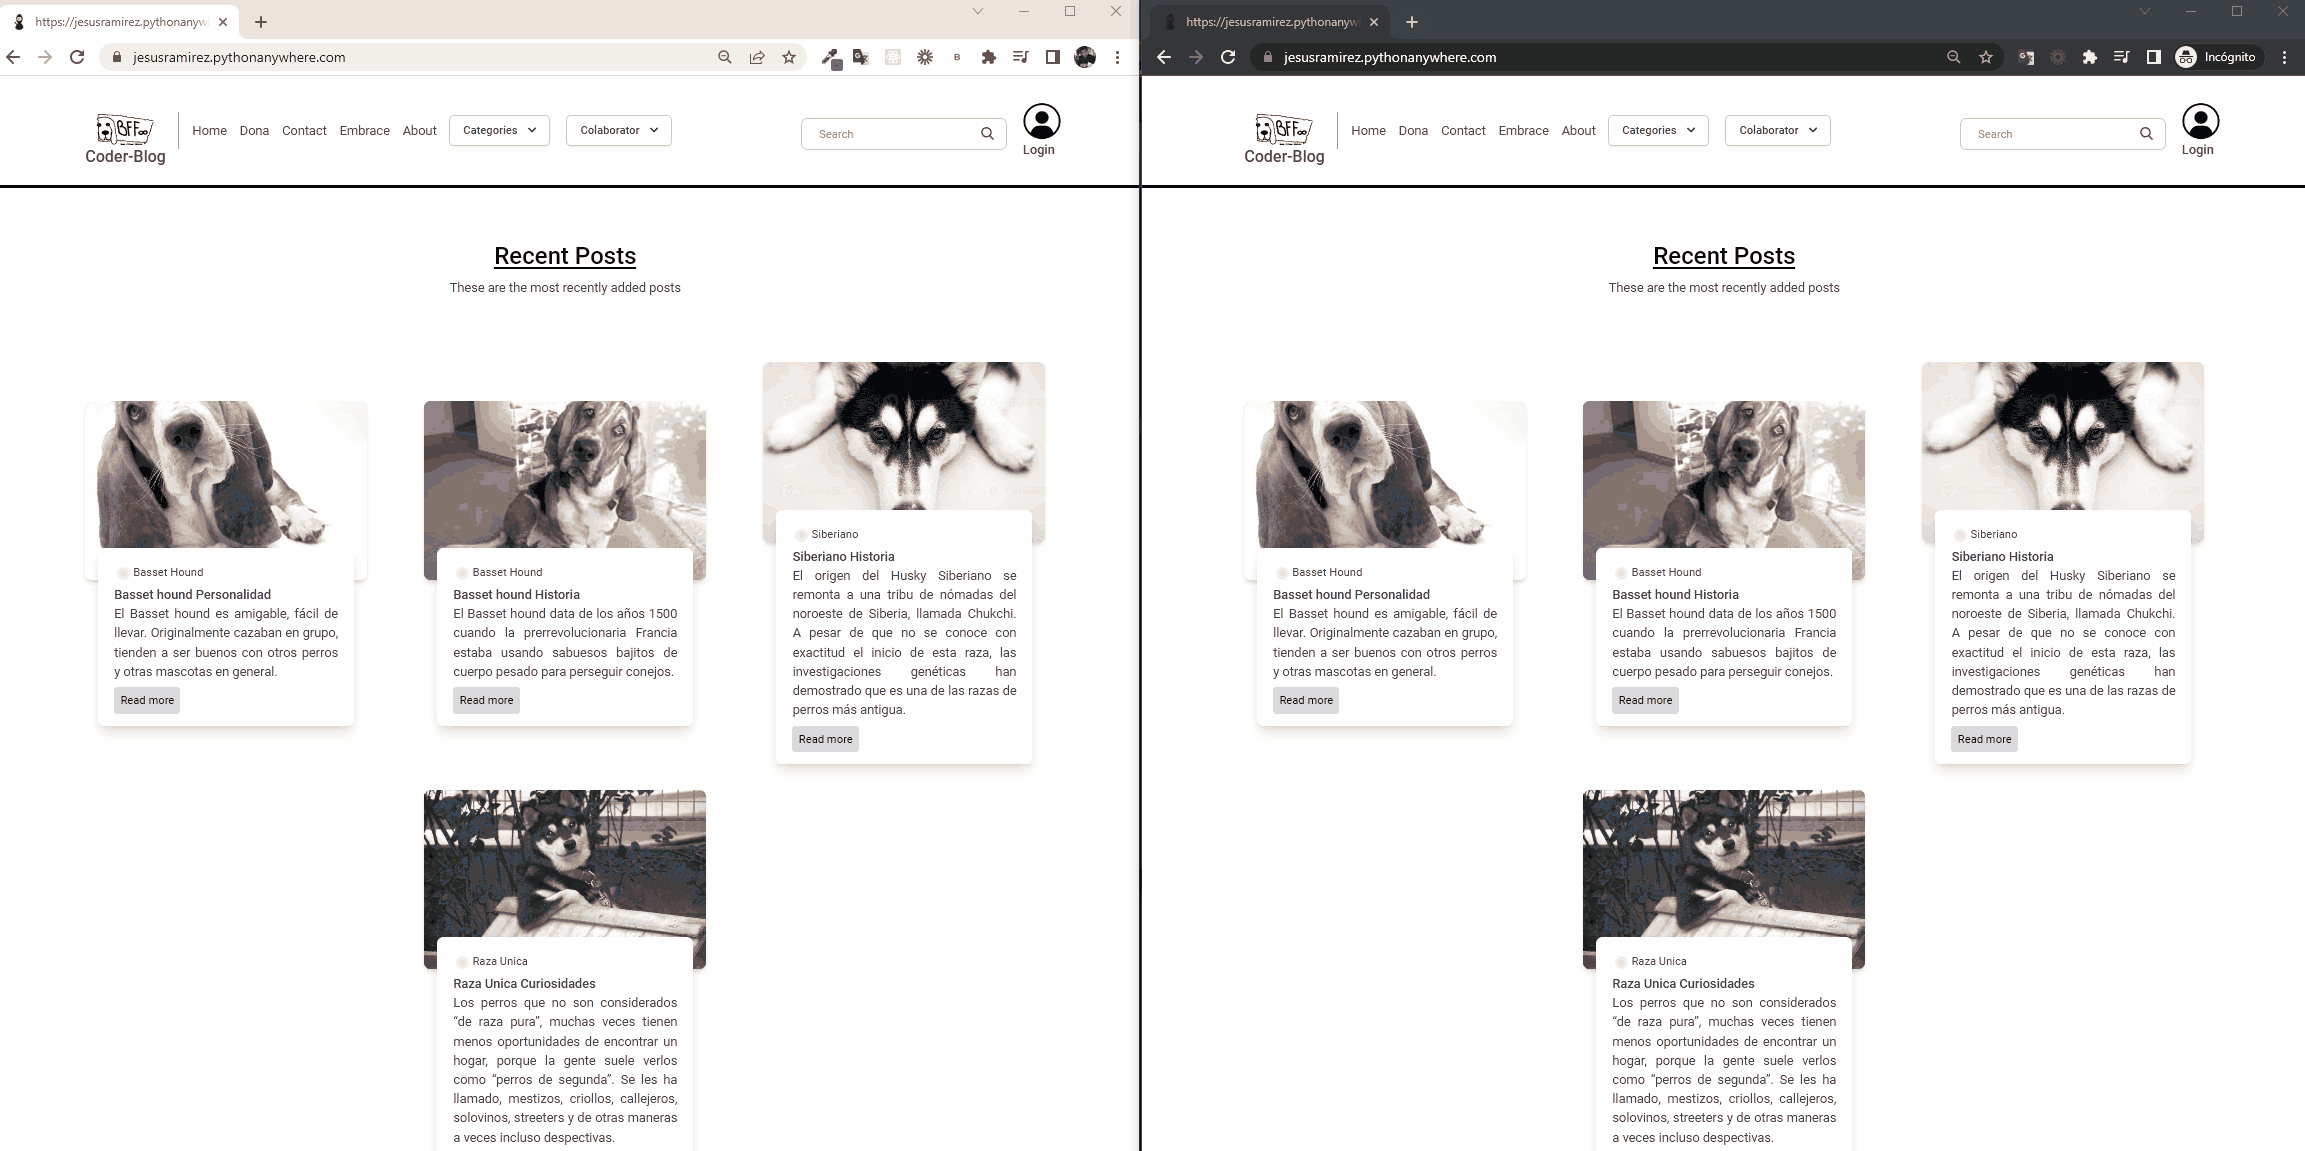 https://jesusramirez.pythonanyw
jesusramirez.pythonanywhere.com
BFF
Coder-Blog
Home Dona Contact Embrace About Categories Colaborator
Search
Login
Recent Posts
These are the most recently added posts
Basset Hound
Basset hound Personalidad
El Basset hound es amigable, fácil de
llevar. Originalmente cazaban en grupo,
tienden a ser buenos con otros perros
y otras mascotas en general.
Read more
Basset Hound
Basset hound Historia
El Basset hound data de los años 1500
cuando la prerrevolucionaria Francia
estaba usando sabuesos bajitos de
cuerpo pesado para perseguir conejos.
Read more
Siberiano
Siberiano Historia
El origen del Husky Siberiano se
remonta a una tribu de nómadas del
noroeste de Siberia, llamada Chukchi.
A pesar de que no se conoce con
exactitud el inicio de esta raza, las
investigaciones genéticas han
demostrado que es una de las razas de
perros más antigua.
Read more
Raza Unica
Raza Unica Curiosidades
Los perros que no son considerados
“de raza pura”, muchas veces tienen
menos oportunidades de encontrar un
hogar, porque la gente suele verlos
como “perros de segunda”. Se les ha
llamado, mestizos, criollos, callejeros,
solovinos, streeters y de otras maneras
a veces incluso despectivas.
https://jesusramirez.pythonanyw
jesusramirez.pythonanywhere.com
Incógnito
BFF
Coder-Blog
Home Dona Contact Embrace About Categories Colaborator
Search
Login
Recent Posts
These are the most recently added posts
Basset Hound
Basset hound Personalidad
El Basset hound es amigable, fácil de
llevar. Originalmente cazaban en grupo,
tienden a ser buenos con otros perros
y otras mascotas en general.
Read more
Basset Hound
Basset hound Historia
El Basset hound data de los años 1500
cuando la prerrevolucionaria Francia
estaba usando sabuesos bajitos de
cuerpo pesado para perseguir conejos.
Read more
Siberiano
Siberiano Historia
El origen del Husky Siberiano se
remonta a una tribu de nómadas del
noroeste de Siberia, llamada Chukchi.
A pesar de que no se conoce con
exactitud el inicio de esta raza, las
investigaciones genéticas han
demostrado que es una de las razas de
perros más antigua.
Read more
Raza Unica
Raza Unica Curiosidades
Los perros que no son considerados
“de raza pura”, muchas veces tienen
menos oportunidades de encontrar un
hogar, porque la gente suele verlos
como “perros de segunda”. Se les ha
llamado, mestizos, criollos, callejeros,
solovinos, streeters y de otras maneras
a veces incluso despectivas.